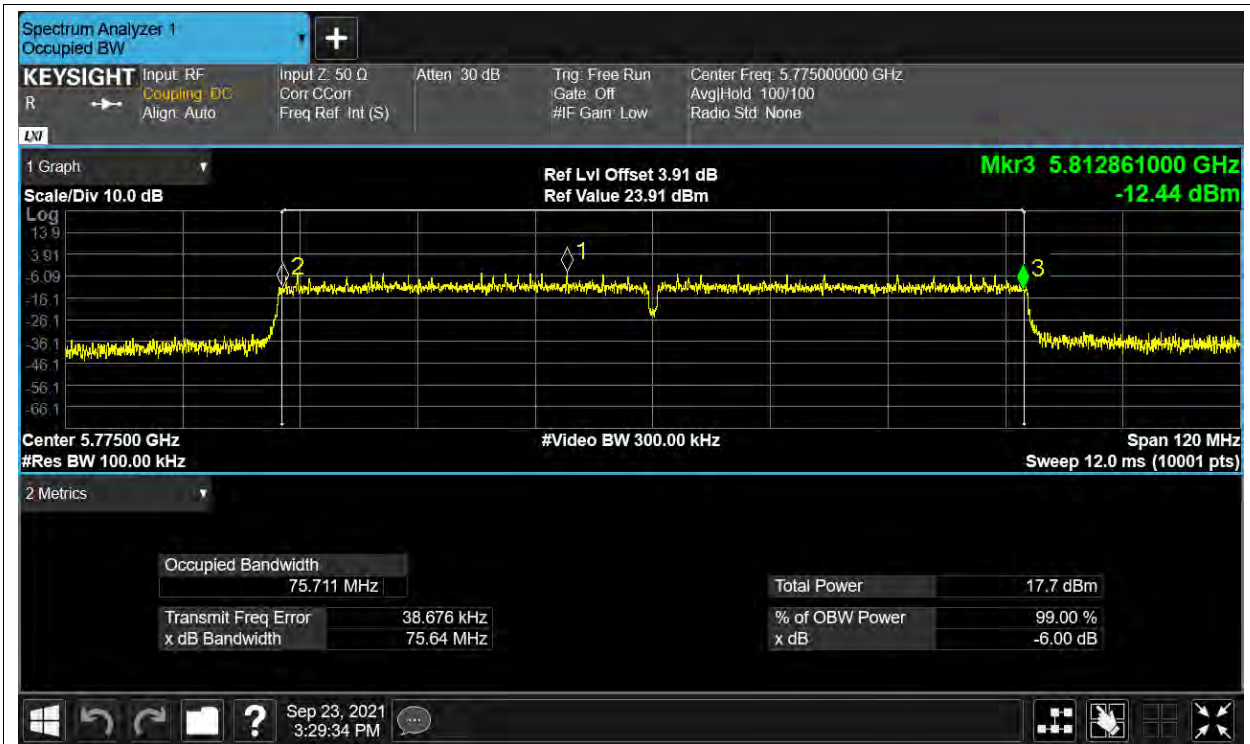 Spectrum Analyzer 1
Occupied BW
+
KEYSIGHT
R
LXI
Input: RF
Coupling: DC
Align: Auto
Input Z: 50 Ω
Corr CCorr
Freq Ref: Int (S)
Atten: 30 dB
Trig: Free Run
Gate: Off
#IF Gain: Low
Center Freq: 5.775000000 GHz
Avg|Hold: 100/100
Radio Std: None
1 Graph
Scale/Div 10.0 dB
Ref Lvl Offset 3.91 dB
Ref Value 23.91 dBm
Mkr3 5.812861000 GHz
-12.44 dBm
Log
13.9
3.91
-6.09
-16.1
-26.1
-36.1
-46.1
-56.1
-66.1
2
1
3
Center 5.77500 GHz
#Res BW 100.00 kHz
#Video BW 300.00 kHz
Span 120 MHz
Sweep 12.0 ms (10001 pts)
2 Metrics
Occupied Bandwidth
75.711 MHz
Transmit Freq Error 38.676 kHz
x dB Bandwidth 75.64 MHz
Total Power 17.7 dBm
% of OBW Power 99.00 %
x dB -6.00 dB
?
Sep 23, 2021
3:29:34 PM